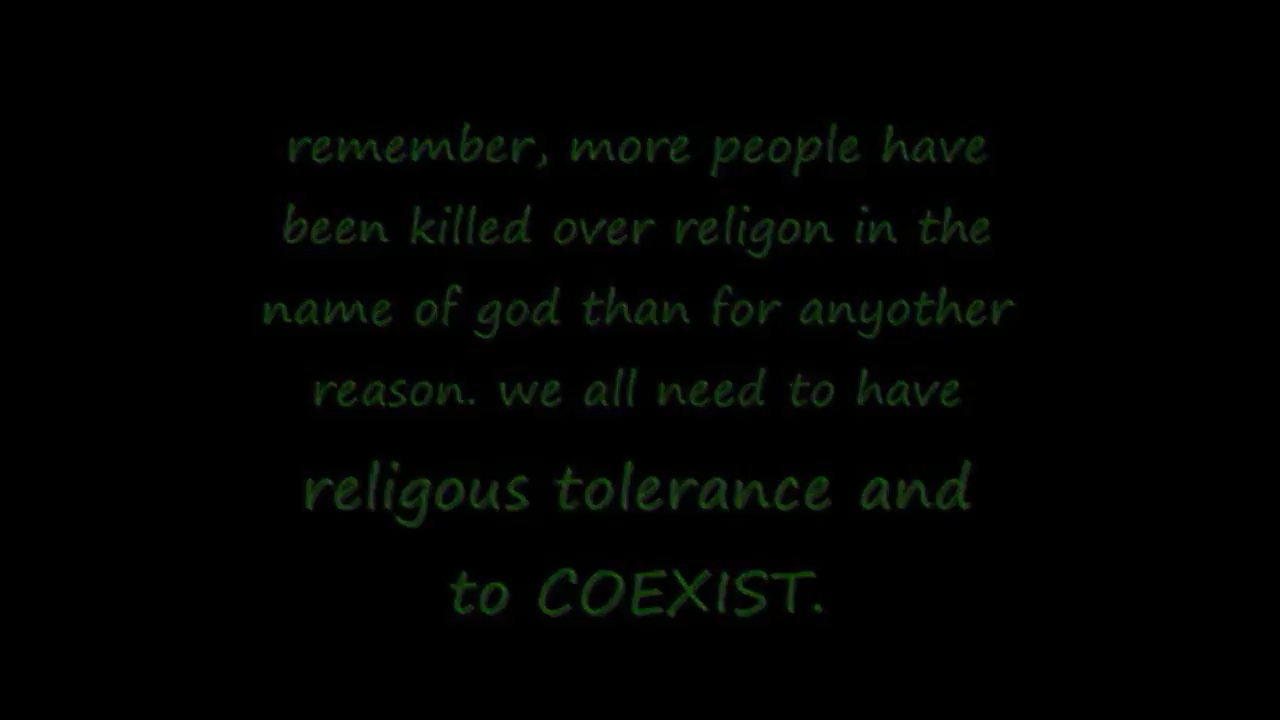 remember, more people have
been killed over religon in the
name of god than for anyother
reason. we all need to have
religous tolerance and
to COEXIST.